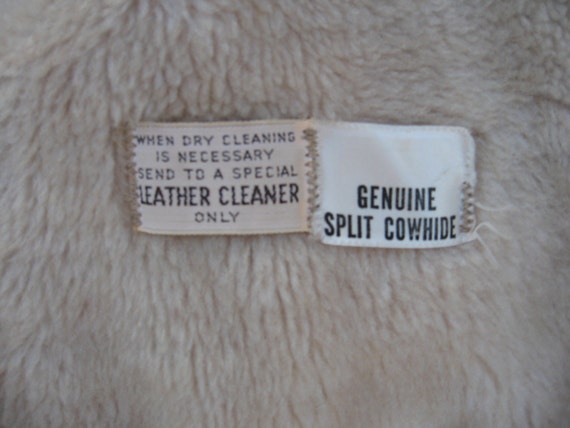 WHEN DRY CLEANING
IS NECESSARY
SEND TO A SPECIAL
LEATHER CLEANER
ONLY
GENUINE
SPLIT COWHIDE